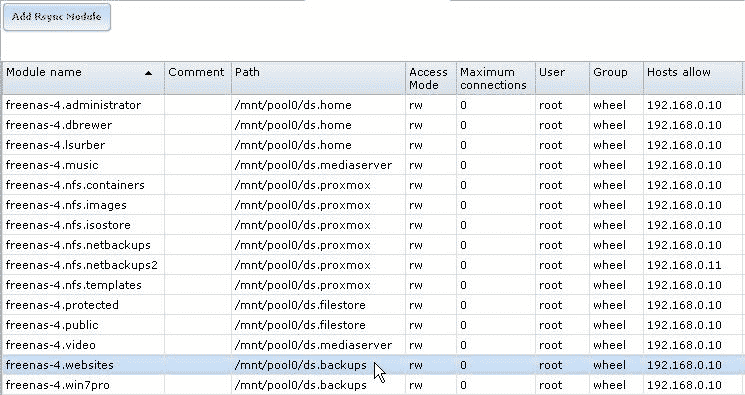 Add Rsync Module
Module name Comment Path Access Mode Maximum connections User Group Hosts allow
freenas-4.administrator /mnt/pool0/ds.home rw 0 root wheel 192.168.0.10
freenas-4.dbrewer /mnt/pool0/ds.home rw 0 root wheel 192.168.0.10
freenas-4.lsurber /mnt/pool0/ds.home rw 0 root wheel 192.168.0.10
freenas-4.music /mnt/pool0/ds.mediaserver rw 0 root wheel 192.168.0.10
freenas-4.nfs.containers /mnt/pool0/ds.proxmox rw 0 root wheel 192.168.0.10
freenas-4.nfs.images /mnt/pool0/ds.proxmox rw 0 root wheel 192.168.0.10
freenas-4.nfs.isostore /mnt/pool0/ds.proxmox rw 0 root wheel 192.168.0.10
freenas-4.nfs.netbackups /mnt/pool0/ds.proxmox rw 0 root wheel 192.168.0.10
freenas-4.nfs.netbackups2 /mnt/pool0/ds.proxmox rw 0 root wheel 192.168.0.11
freenas-4.nfs.templates /mnt/pool0/ds.proxmox rw 0 root wheel 192.168.0.10
freenas-4.protected /mnt/pool0/ds.filestore rw 0 root wheel 192.168.0.10
freenas-4.public /mnt/pool0/ds.filestore rw 0 root wheel 192.168.0.10
freenas-4.video /mnt/pool0/ds.mediaserver rw 0 root wheel 192.168.0.10
freenas-4.websites /mnt/pool0/ds.backups rw 0 root wheel 192.168.0.10
freenas-4.win7pro /mnt/pool0/ds.backups rw 0 root wheel 192.168.0.10